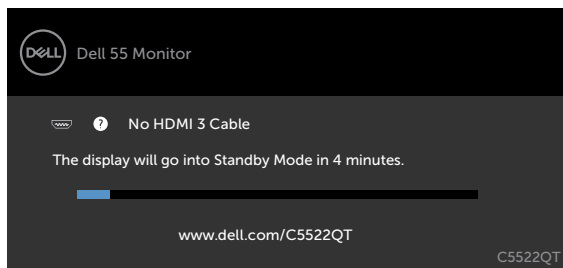 DELL Dell 55 Monitor
? No HDMI 3 Cable
The display will go into Standby Mode in 4 minutes.
www.dell.com/C5522QT
C5522QT